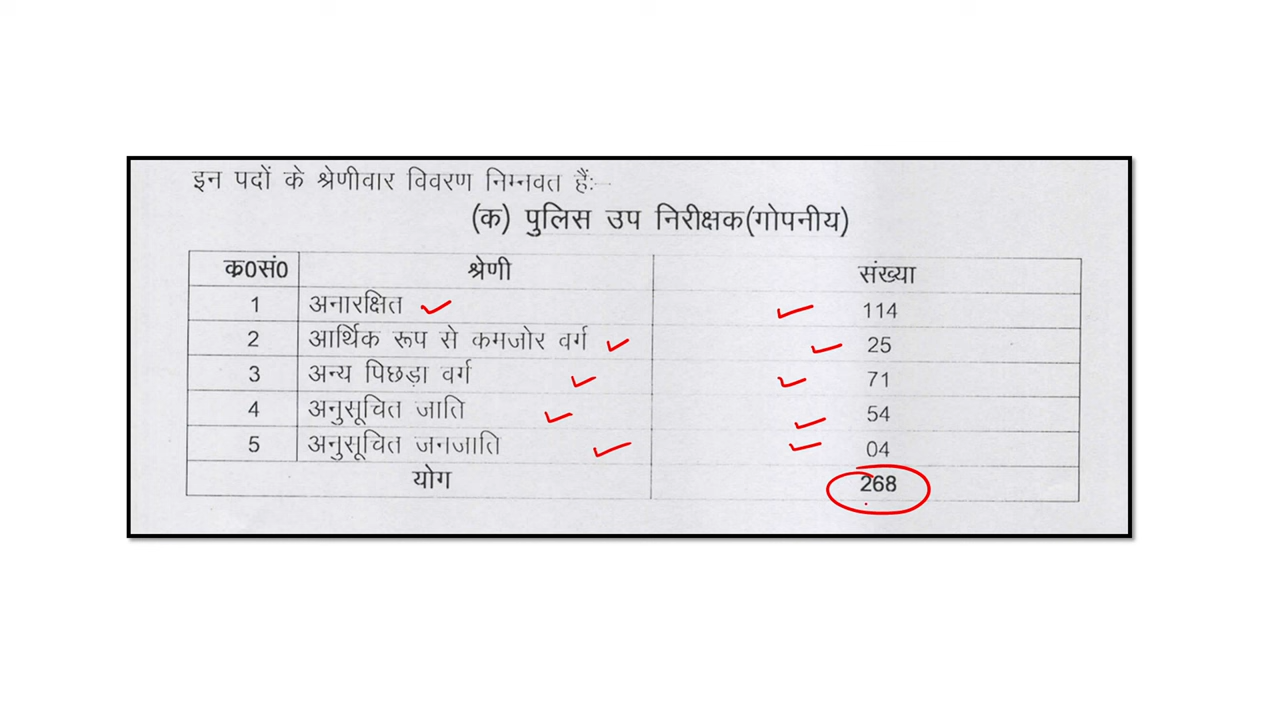 इन पदों के श्रेणीवार विवरण निम्नवत हैंः–
(क) पुलिस उप निरीक्षक(गोपनीय)
क0सं0 श्रेणी संख्या
1 अनारक्षित 114
2 आर्थिक रूप से कमजोर वर्ग 25
3 अन्य पिछड़ा वर्ग 71
4 अनुसूचित जाति 54
5 अनुसूचित जनजाति 04
योग 268